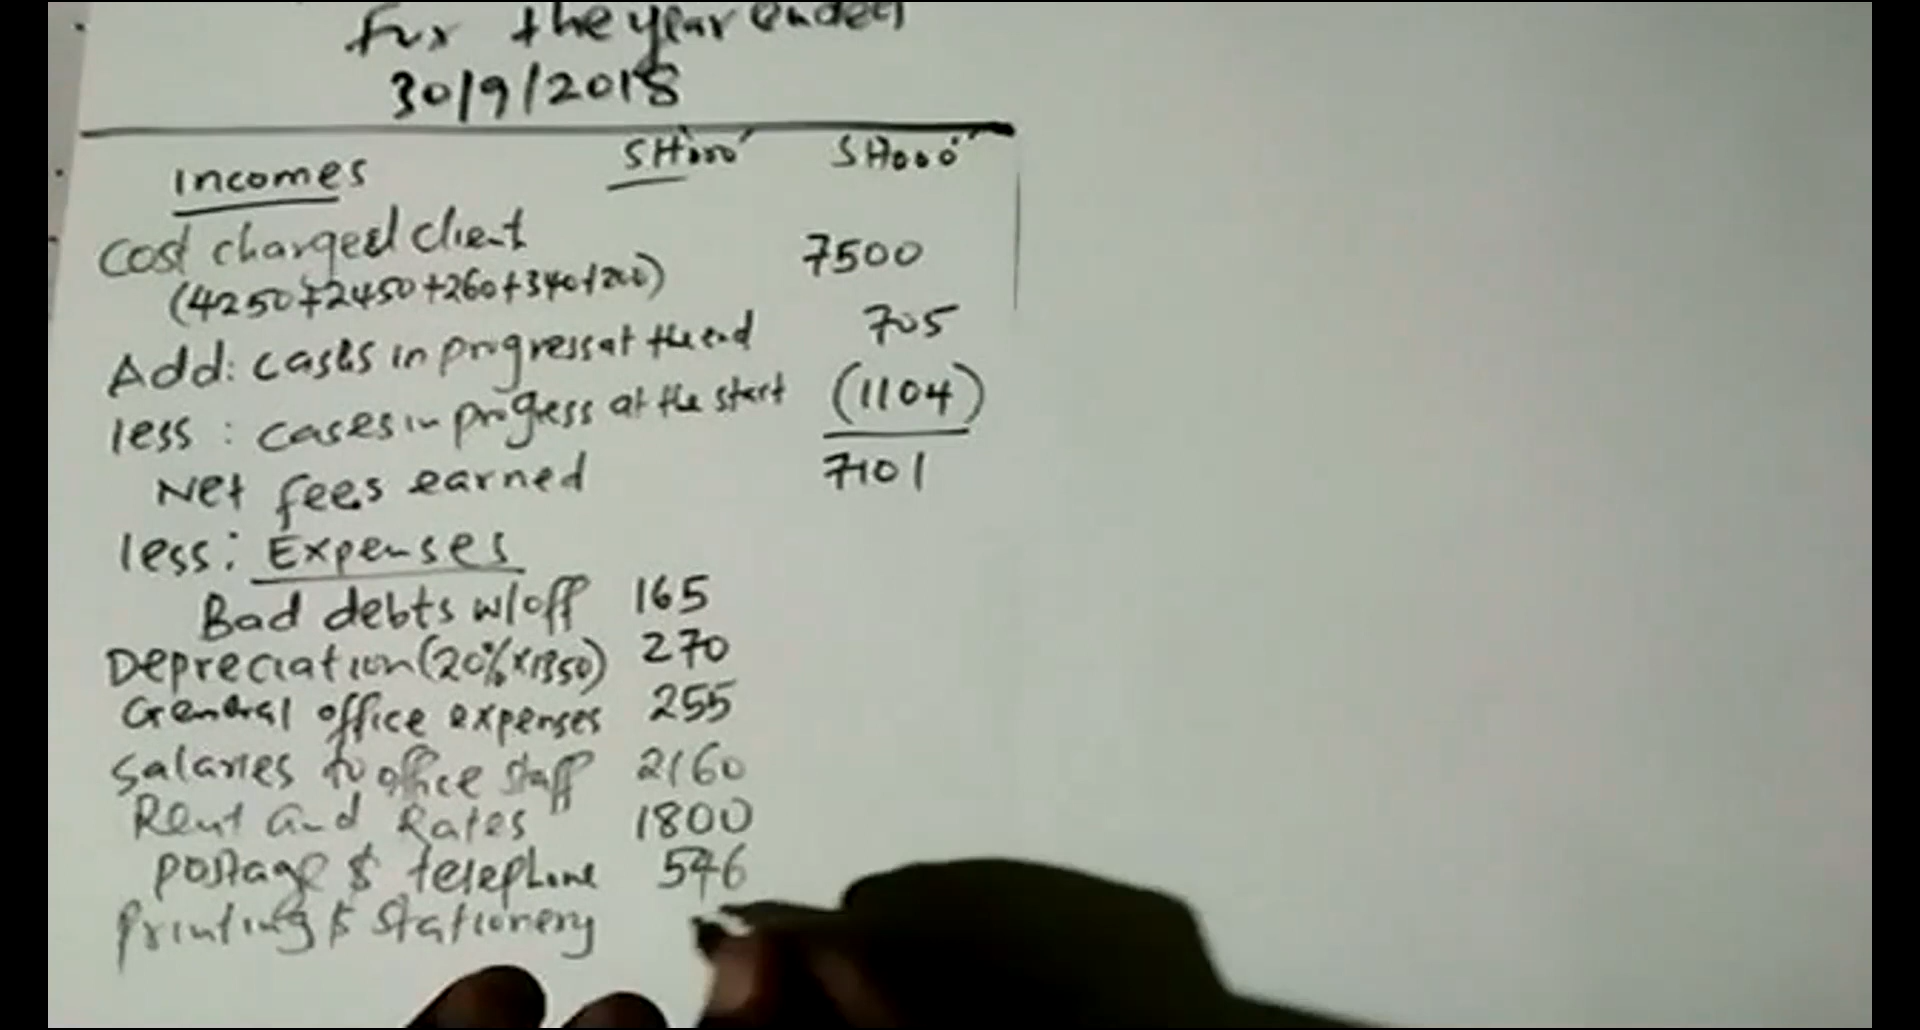 for the year ended
30/9/2018
Incomes SH'000' SH000'
Cost charged client 7500
(4250+2450+260+340+200)
Add: cases in progress at the end 705
less: cases in progress at the start (1104)
Net fees earned 7101
less: Expenses
Bad debts w/off 165
Depreciation (20% x 1350) 270
General office expenses 255
Salaries to office staff 2160
Rent and Rates 1800
postage & telephone 546
printing & stationery